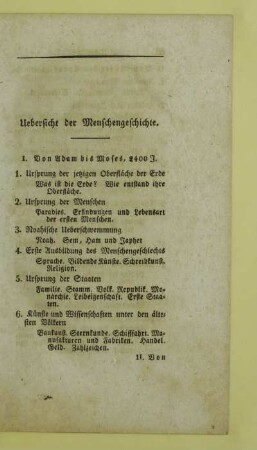 Uebersicht der Menschengeschichte.
I. Von Adam bis Moses, 2400 J.
1. Ursprung der jetzigen Oberfläche der Erde
Was ist die Erde? Wie entstand ihre
Oberfläche.
2. Ursprung der Menschen
Paradies. Erfindungen und Lebensart
der ersten Menschen.
3. Noahische Ueberschwemmung
Noah. Sem, Ham und Japhet
4. Erste Ausbildung des Menschengeschlechts
Sprache. Bildende Künste. Schreibkunst.
Religion.
5. Ursprung der Staaten
Familie. Stamm. Volk. Republik. Mo-
narchie. Leibeigenschaft. Erste Staa-
ten.
6. Künste und Wissenschaften unter den älte-
sten Völkern
Baukunst. Sternkunde. Schiffahrt. Ma-
nufakturen und Fabriken. Handel.
Geld. Zahlzeichen.
II. Von